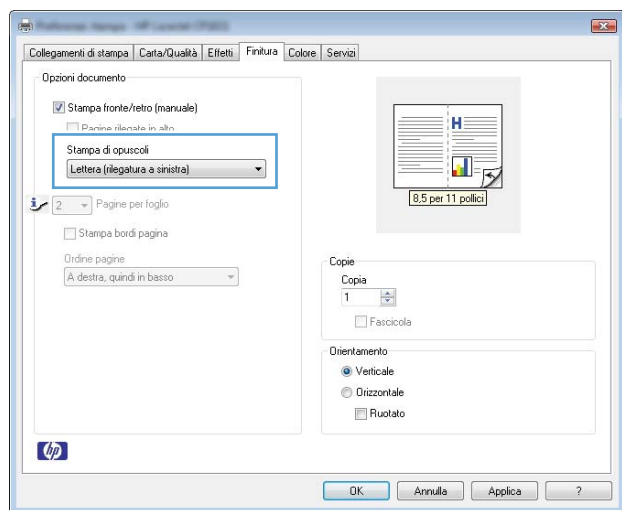 Collegamenti di stampa Carta/Qualità Effetti Finitura Colore Servizi
Opzioni documento
Stampa fronte/retro (manuale)
Pagine rilegate in alto
Stampa di opuscoli
Lettera (rilegatura a sinistra)
2 Pagine per foglio
Stampa bordi pagina
Ordine pagine
A destra, quindi in basso
H
8,5 per 11 pollici
Copie
Copia
1
Fascicola
Orientamento
Verticale
Orizzontale
Ruotato
hp
OK Annulla Applica ?